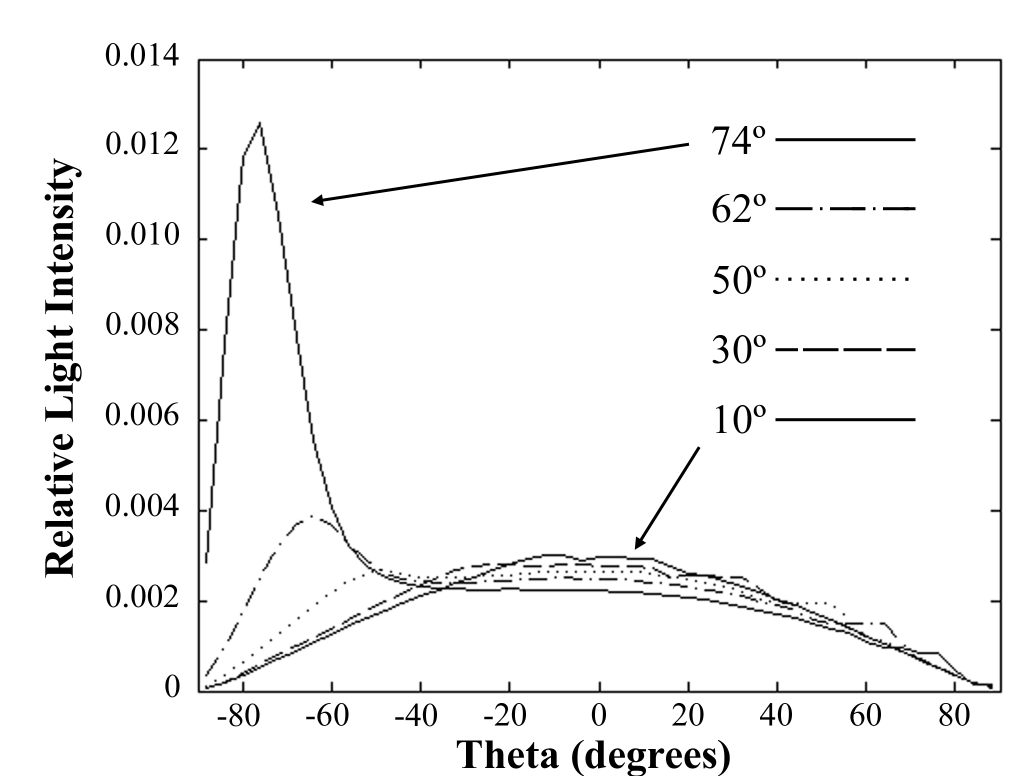 0.014
0.012
0.010
0.008
0.006
0.004
0.002
0
Relative Light Intensity
74º
62º
50º
30º
10º
-80 -60 -40 -20 0 20 40 60 80
Theta (degrees)